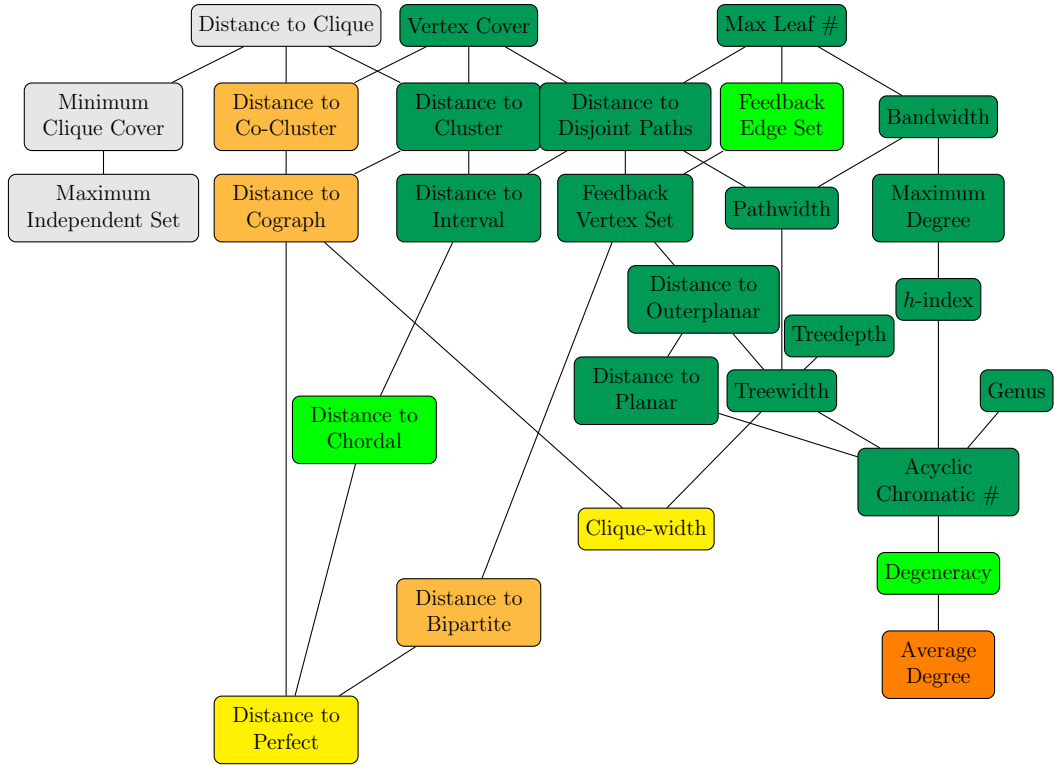 Distance to Clique
Vertex Cover
Max Leaf #
Minimum
Clique Cover
Distance to
Co-Cluster
Distance to
Cluster
Distance to
Disjoint Paths
Feedback
Edge Set
Bandwidth
Maximum
Independent Set
Distance to
Cograph
Distance to
Interval
Feedback
Vertex Set
Pathwidth
Maximum
Degree
Distance to
Outerplanar
h-index
Treedepth
Distance to
Planar
Treewidth
Genus
Distance to
Chordal
Acyclic
Chromatic #
Clique-width
Degeneracy
Distance to
Bipartite
Average
Degree
Distance to
Perfect